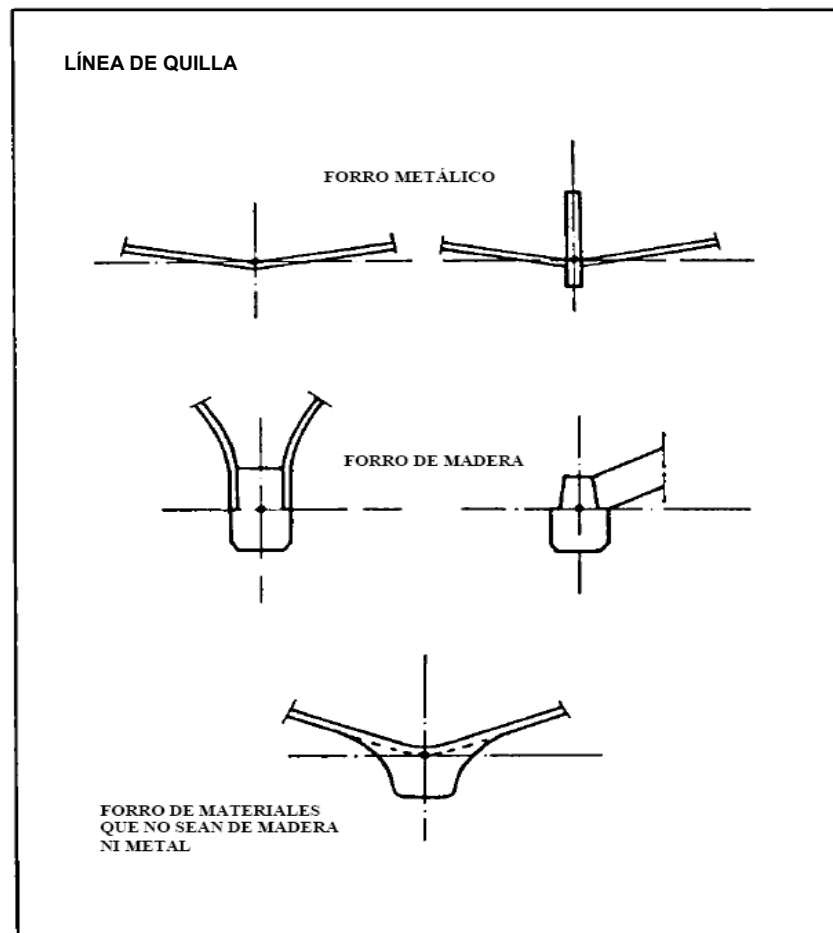 LÍNEA DE QUILLA
FORRO METÁLICO
FORRO DE MADERA
FORRO DE MATERIALES
QUE NO SEAN DE MADERA
NI METAL